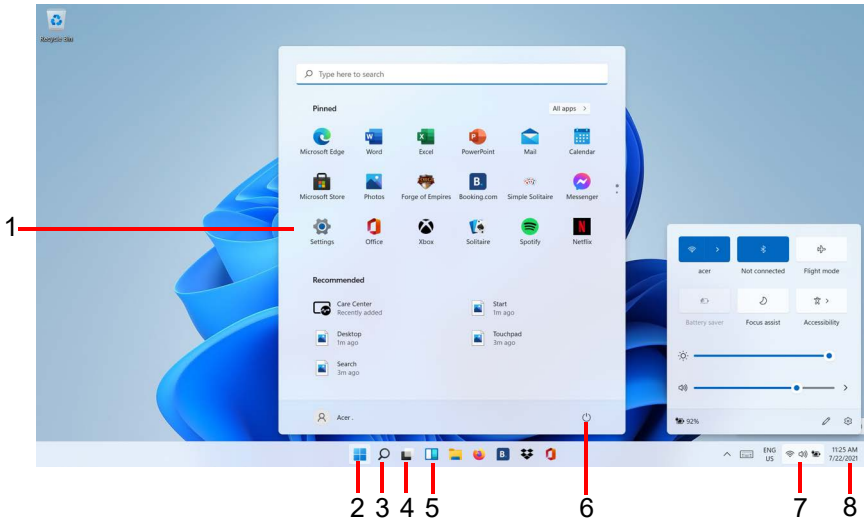 Recycle Bin
Type here to search
Pinned
All apps >
Microsoft Edge Word Excel PowerPoint Mail Calendar
Microsoft Store Photos Forge of Empires Booking.com Simple Solitaire Messenger
1
Settings Office Xbox Solitaire Spotify Netflix
acer Not connected Flight mode
Battery saver Focus assist Accessibility
Recommended
Care Center
Recently added
Start
1m ago
Desktop
1m ago
Touchpad
3m ago
Search
3m ago
Acer .
92%
ENG
US
11:25 AM
7/22/2021
2 3 4 5 6 7 8